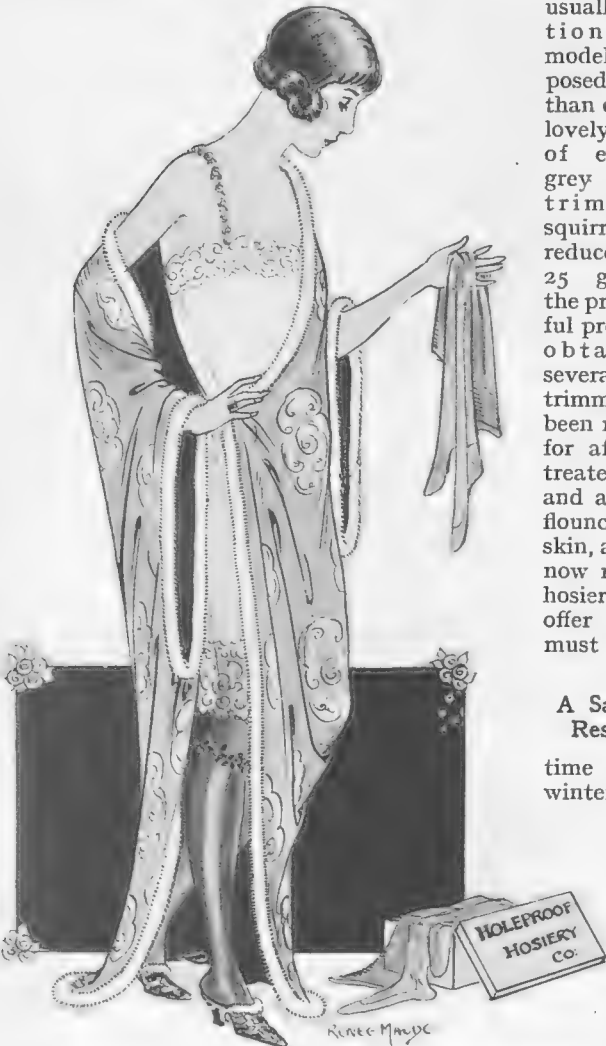 usuall
tion
model
posed
than
lovely
of e
grey
trim
squirr
reduce
25 g
the pr
ful pr
obta
severa
trimm
been
for af
treate
and a
flounc
skin, a
now
hosier
offer
must
A Sa
Res
time
winte
HOLEPROOF
HOSIERY
CO: